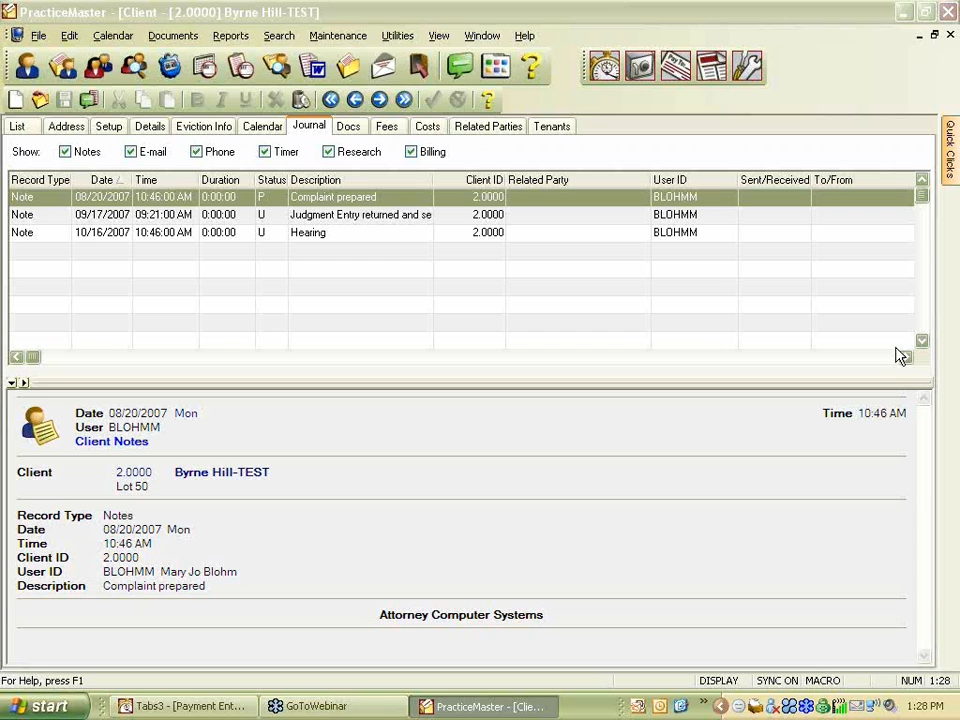 PracticeMaster - [Client - [2.0000] Byrne Hill-TEST]
File Edit Calendar Documents Reports Search Maintenance Utilities View Window Help
B I U
List Address Setup Details Eviction Info Calendar Journal Docs Fees Costs Related Parties Tenants
Quick Clicks
Show: Notes E-mail Phone Timer Research Billing
Record Type Date Time Duration Status Description Client ID Related Party User ID Sent/Received To/From
Note 08/20/2007 10:46:00 AM 0:00:00 P Complaint prepared 2.0000 BLOHMM
Note 09/17/2007 09:21:00 AM 0:00:00 U Judgment Entry returned and se 2.0000 BLOHMM
Note 10/16/2007 10:46:00 AM 0:00:00 U Hearing 2.0000 BLOHMM
Date 08/20/2007 Mon Time 10:46 AM
User BLOHMM
Client Notes
Client 2.0000 Byrne Hill-TEST
Lot 50
Record Type Notes
Date 08/20/2007 Mon
Time 10:46 AM
Client ID 2.0000
User ID BLOHMM Mary Jo Blohm
Description Complaint prepared
Attorney Computer Systems
For Help, press F1 DISPLAY SYNC ON MACRO NUM 1:28
start Tabs3 - [Payment Ent... GoToWebinar PracticeMaster - [Clie... 1:28 PM